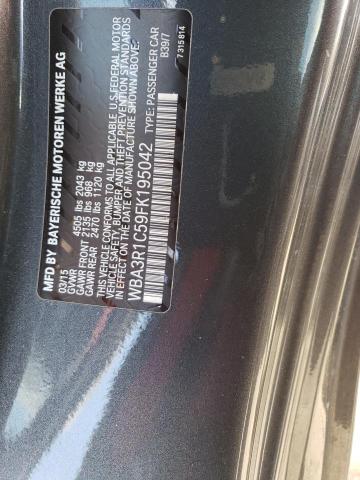 MFD BY BAYERISCHE MOTOREN WERKE AG
03/15
GVWR 4505 lbs 2043 kg
GAWR FRONT 2135 lbs 968 kg
GAWR REAR 2470 lbs 1120 kg
THIS VEHICLE CONFORMS TO ALL APPLICABLE U.S.FEDERAL MOTOR
VEHICLE SAFETY, BUMPER AND THEFT PREVENTION STANDARDS
IN EFFECT ON THE DATE OF MANUFACTURE SHOWN ABOVE:
WBA3R1C59FK195042 TYPE: PASSENGER CAR
B39/7
7 315 814